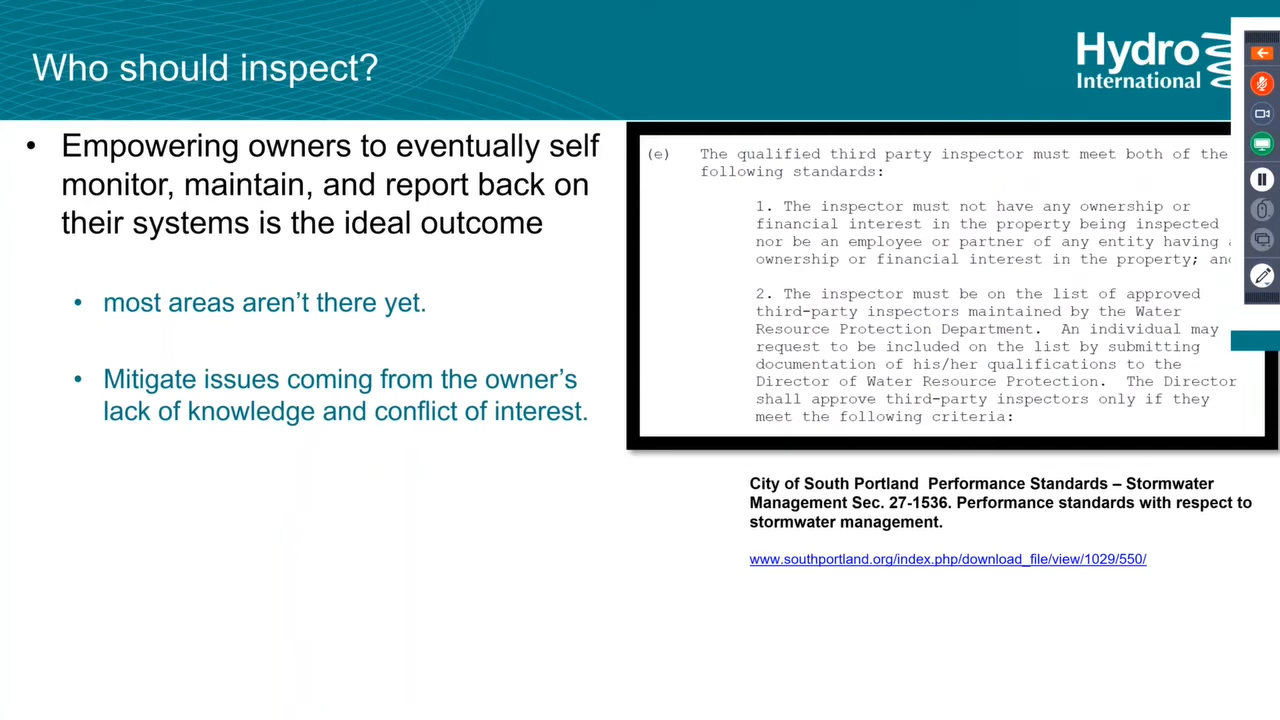 Who should inspect?
Hydro
International
• Empowering owners to eventually self
monitor, maintain, and report back on
their systems is the ideal outcome
• most areas aren't there yet.
• Mitigate issues coming from the owner's
lack of knowledge and conflict of interest.
(e) The qualified third party inspector must meet both of the
following standards:
1. The inspector must not have any ownership or
financial interest in the property being inspected
nor be an employee or partner of any entity having
ownership or financial interest in the property;
2. The inspector must be on the list of approved
third-party inspectors maintained by the Water
Resource Protection Department. An individual may
request to be included on the list by submitting
documentation of his/her qualifications to the
Director of Water Resource Protection. The Director
shall approve third-party inspectors only if they
meet the following criteria:
City of South Portland Performance Standards – Stormwater
Management Sec. 27-1536. Performance standards with respect to
stormwater management.
www.southportland.org/index.php/download_file/view/1029/550/